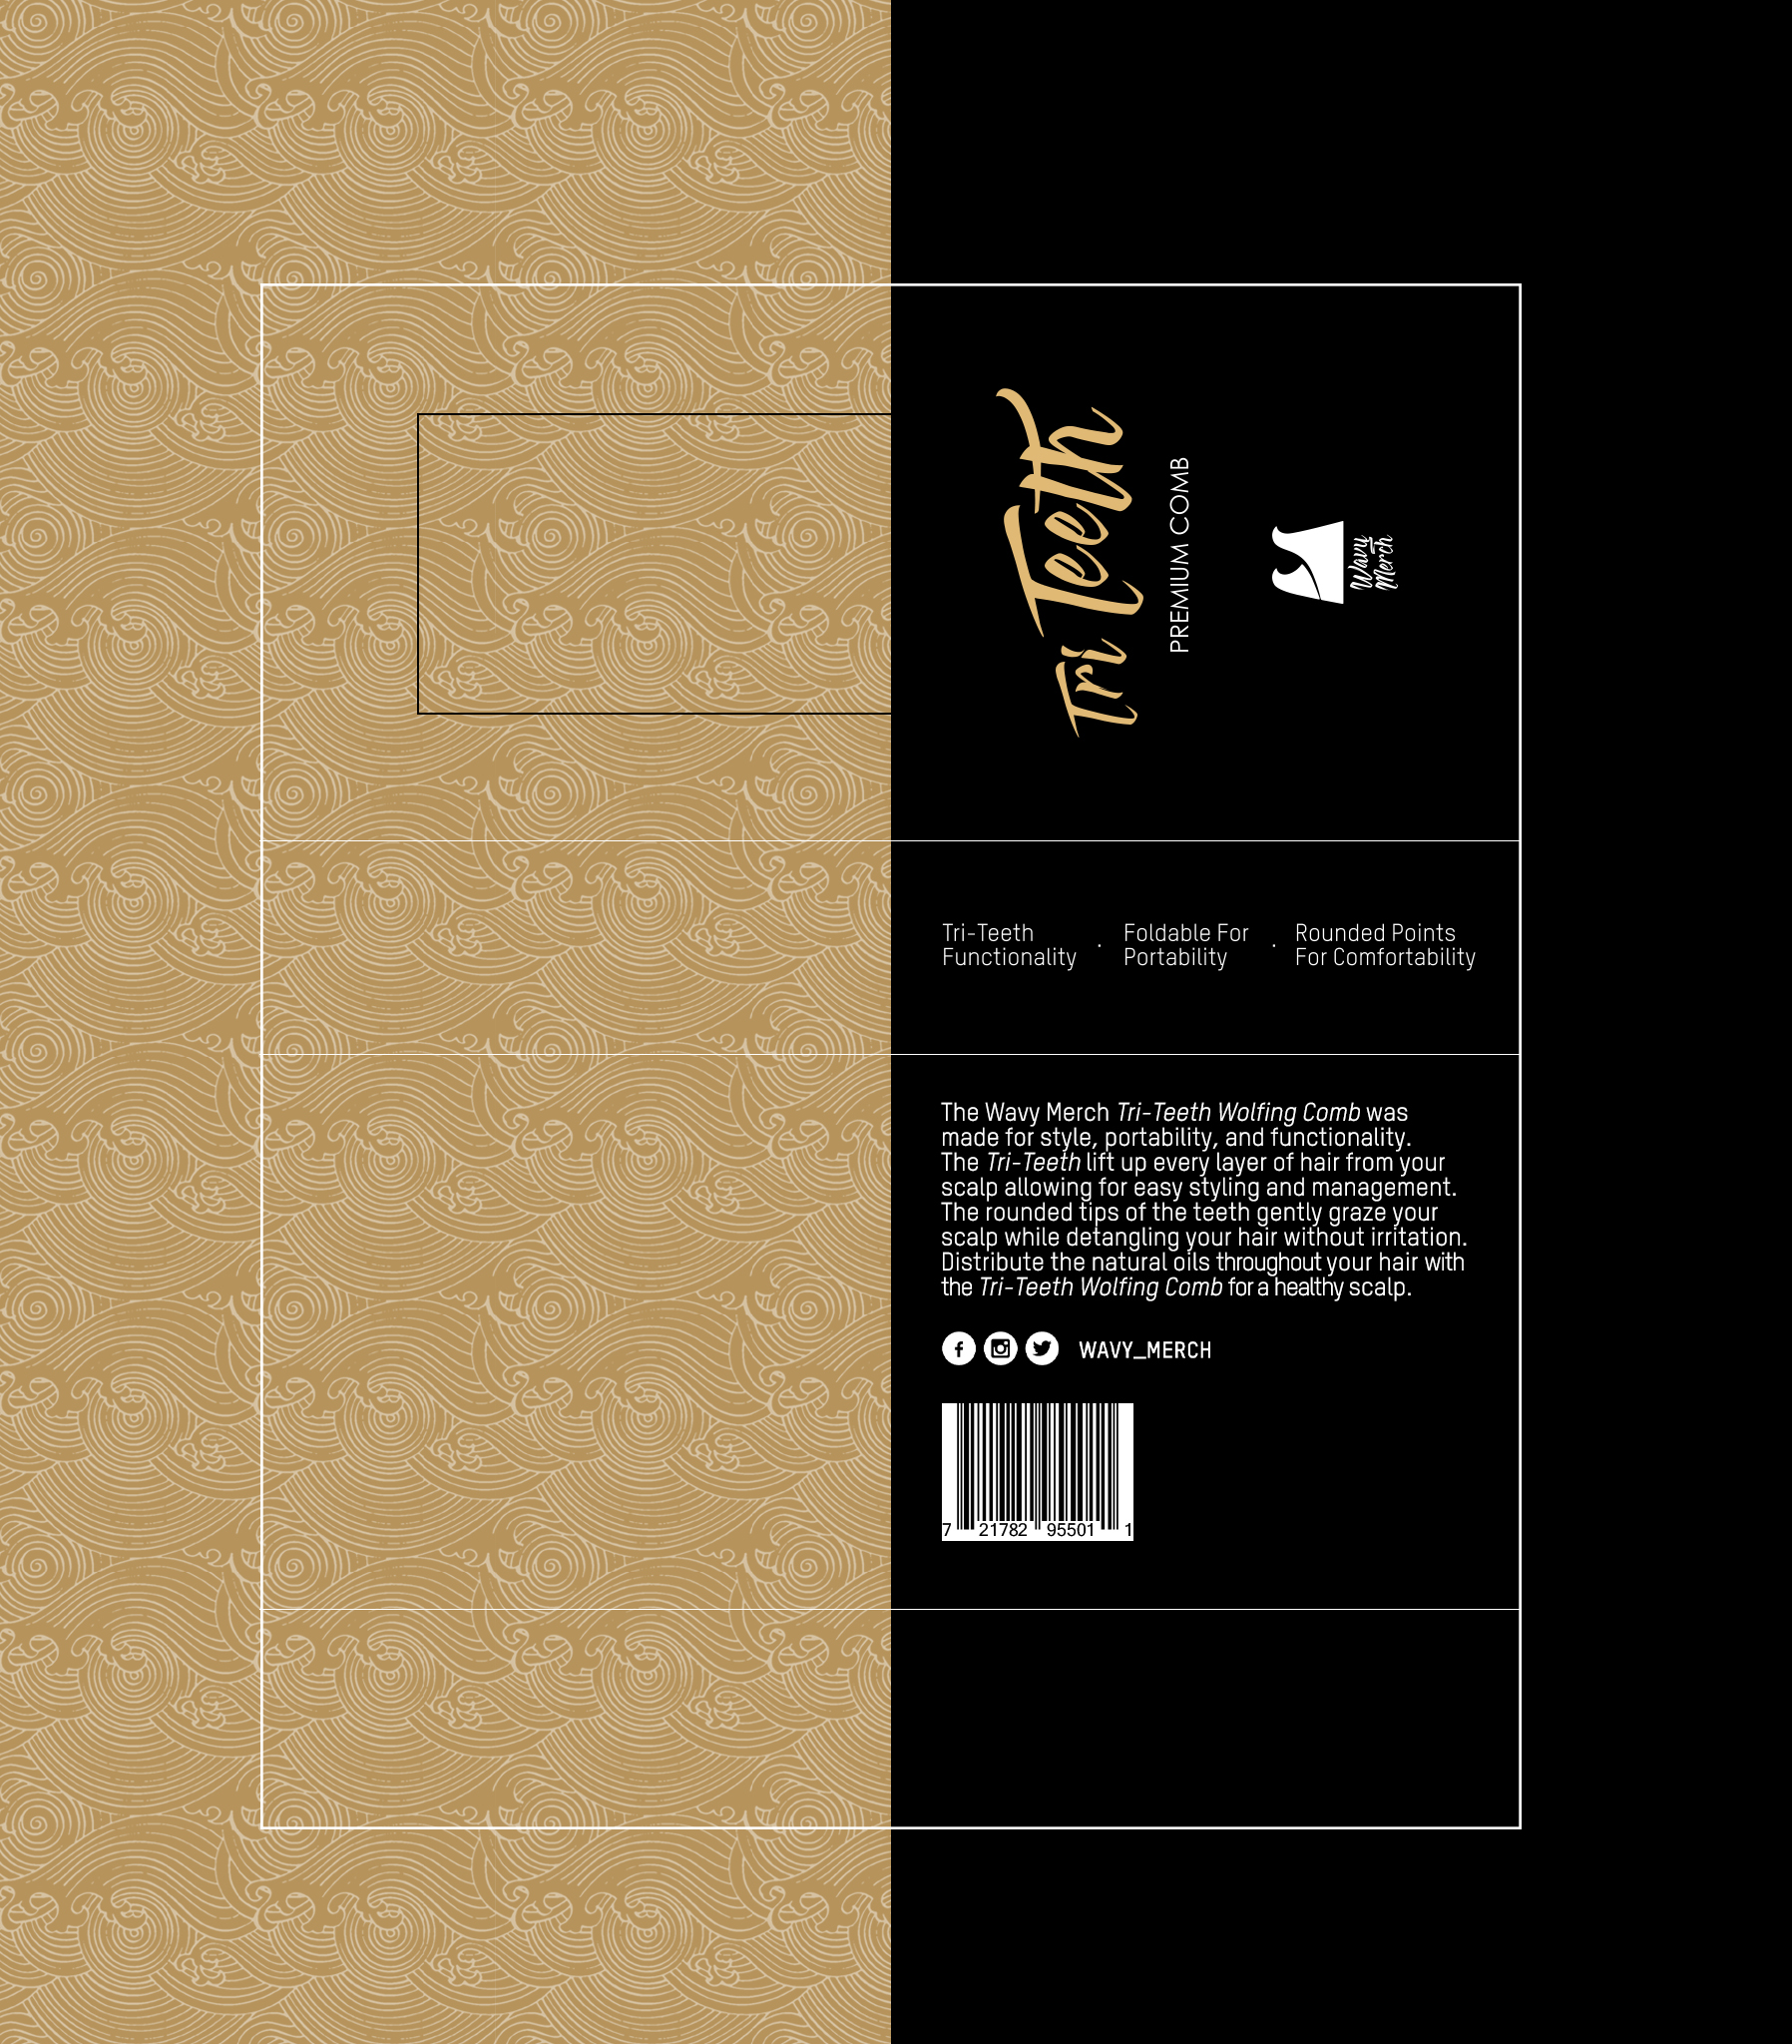 Tri Teeth
PREMIUM COMB
Wavy
Merch
Tri-Teeth
Functionality
·
Foldable For
Portability
·
Rounded Points
For Comfortability
The Wavy Merch Tri-Teeth Wolfing Comb was
made for style, portability, and functionality.
The Tri-Teeth lift up every layer of hair from your
scalp allowing for easy styling and management.
The rounded tips of the teeth gently graze your
scalp while detangling your hair without irritation.
Distribute the natural oils throughout your hair with
the Tri-Teeth Wolfing Comb for a healthy scalp.
WAVY_MERCH
7 21782 95501 1